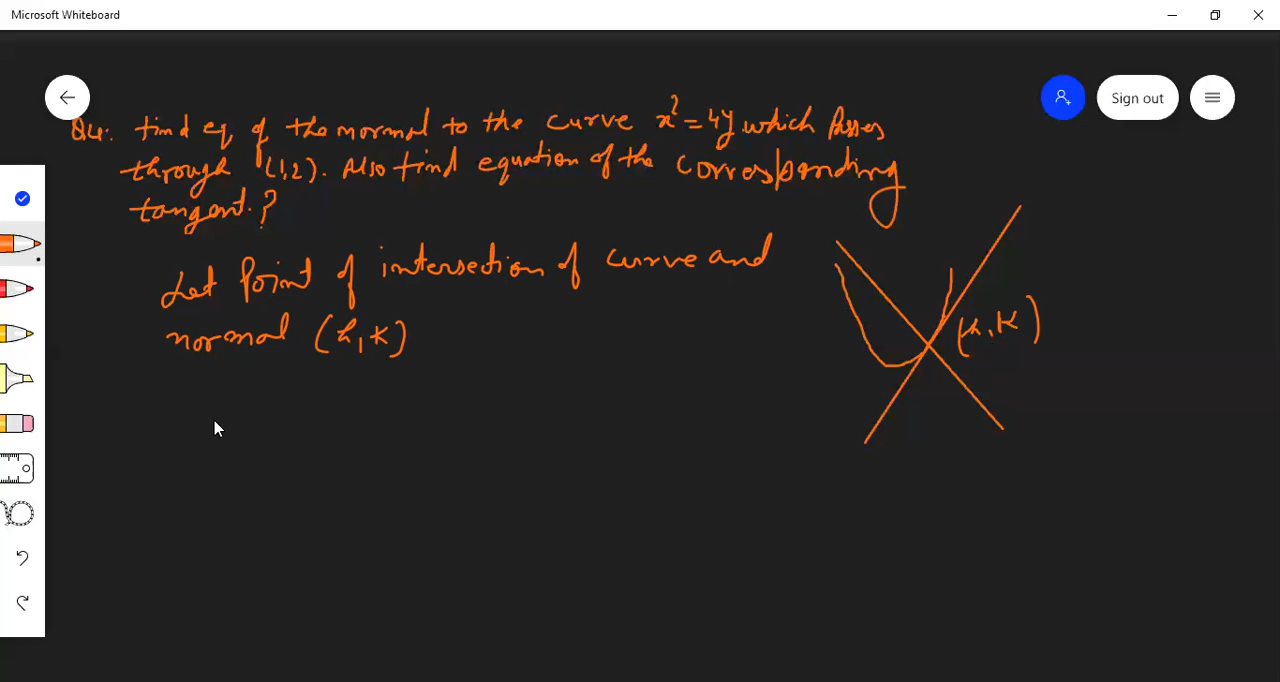 Microsoft Whiteboard
Sign out
Q4: find eq. of the normal to the curve x² = 4y which passes
through (1,2). Also find equation of the corresponding
tangent.?
Let Point of intersection of curve and
normal (h, k)
(h, k)